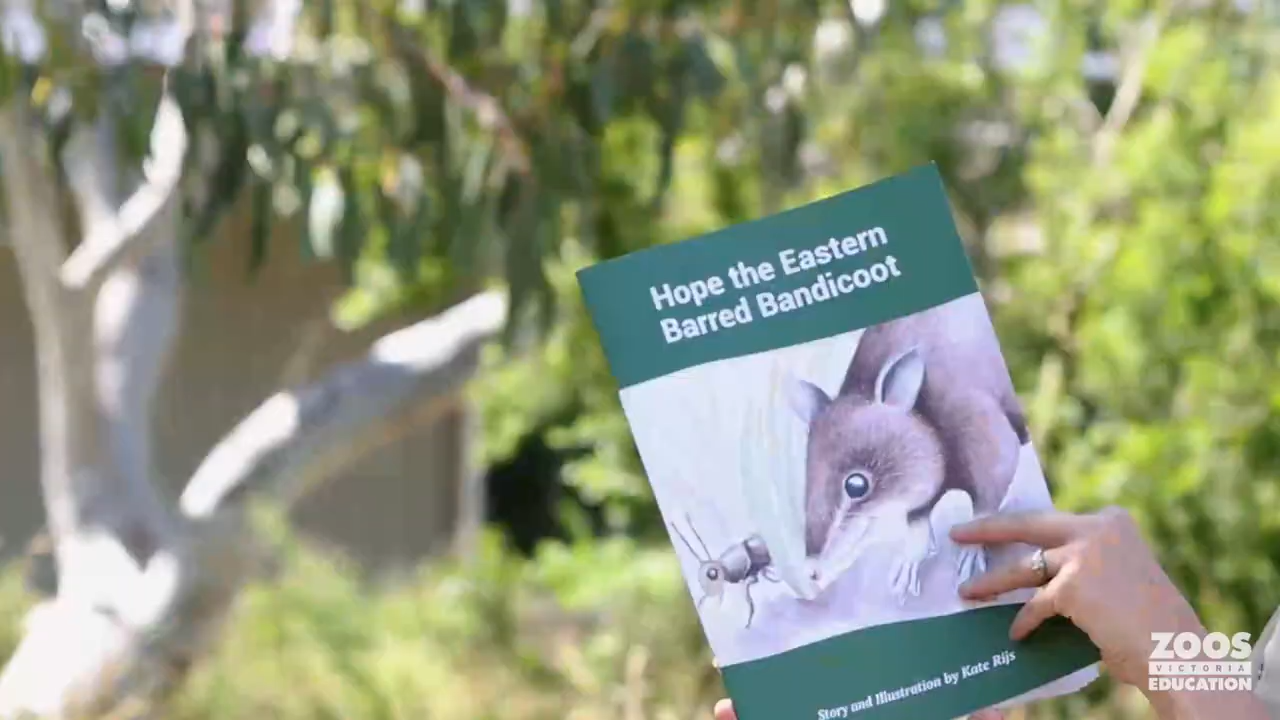 Hope the Eastern
Barred Bandicoot
Story and Illustration by Kate Rijs
ZOOS
VICTORIA
EDUCATION